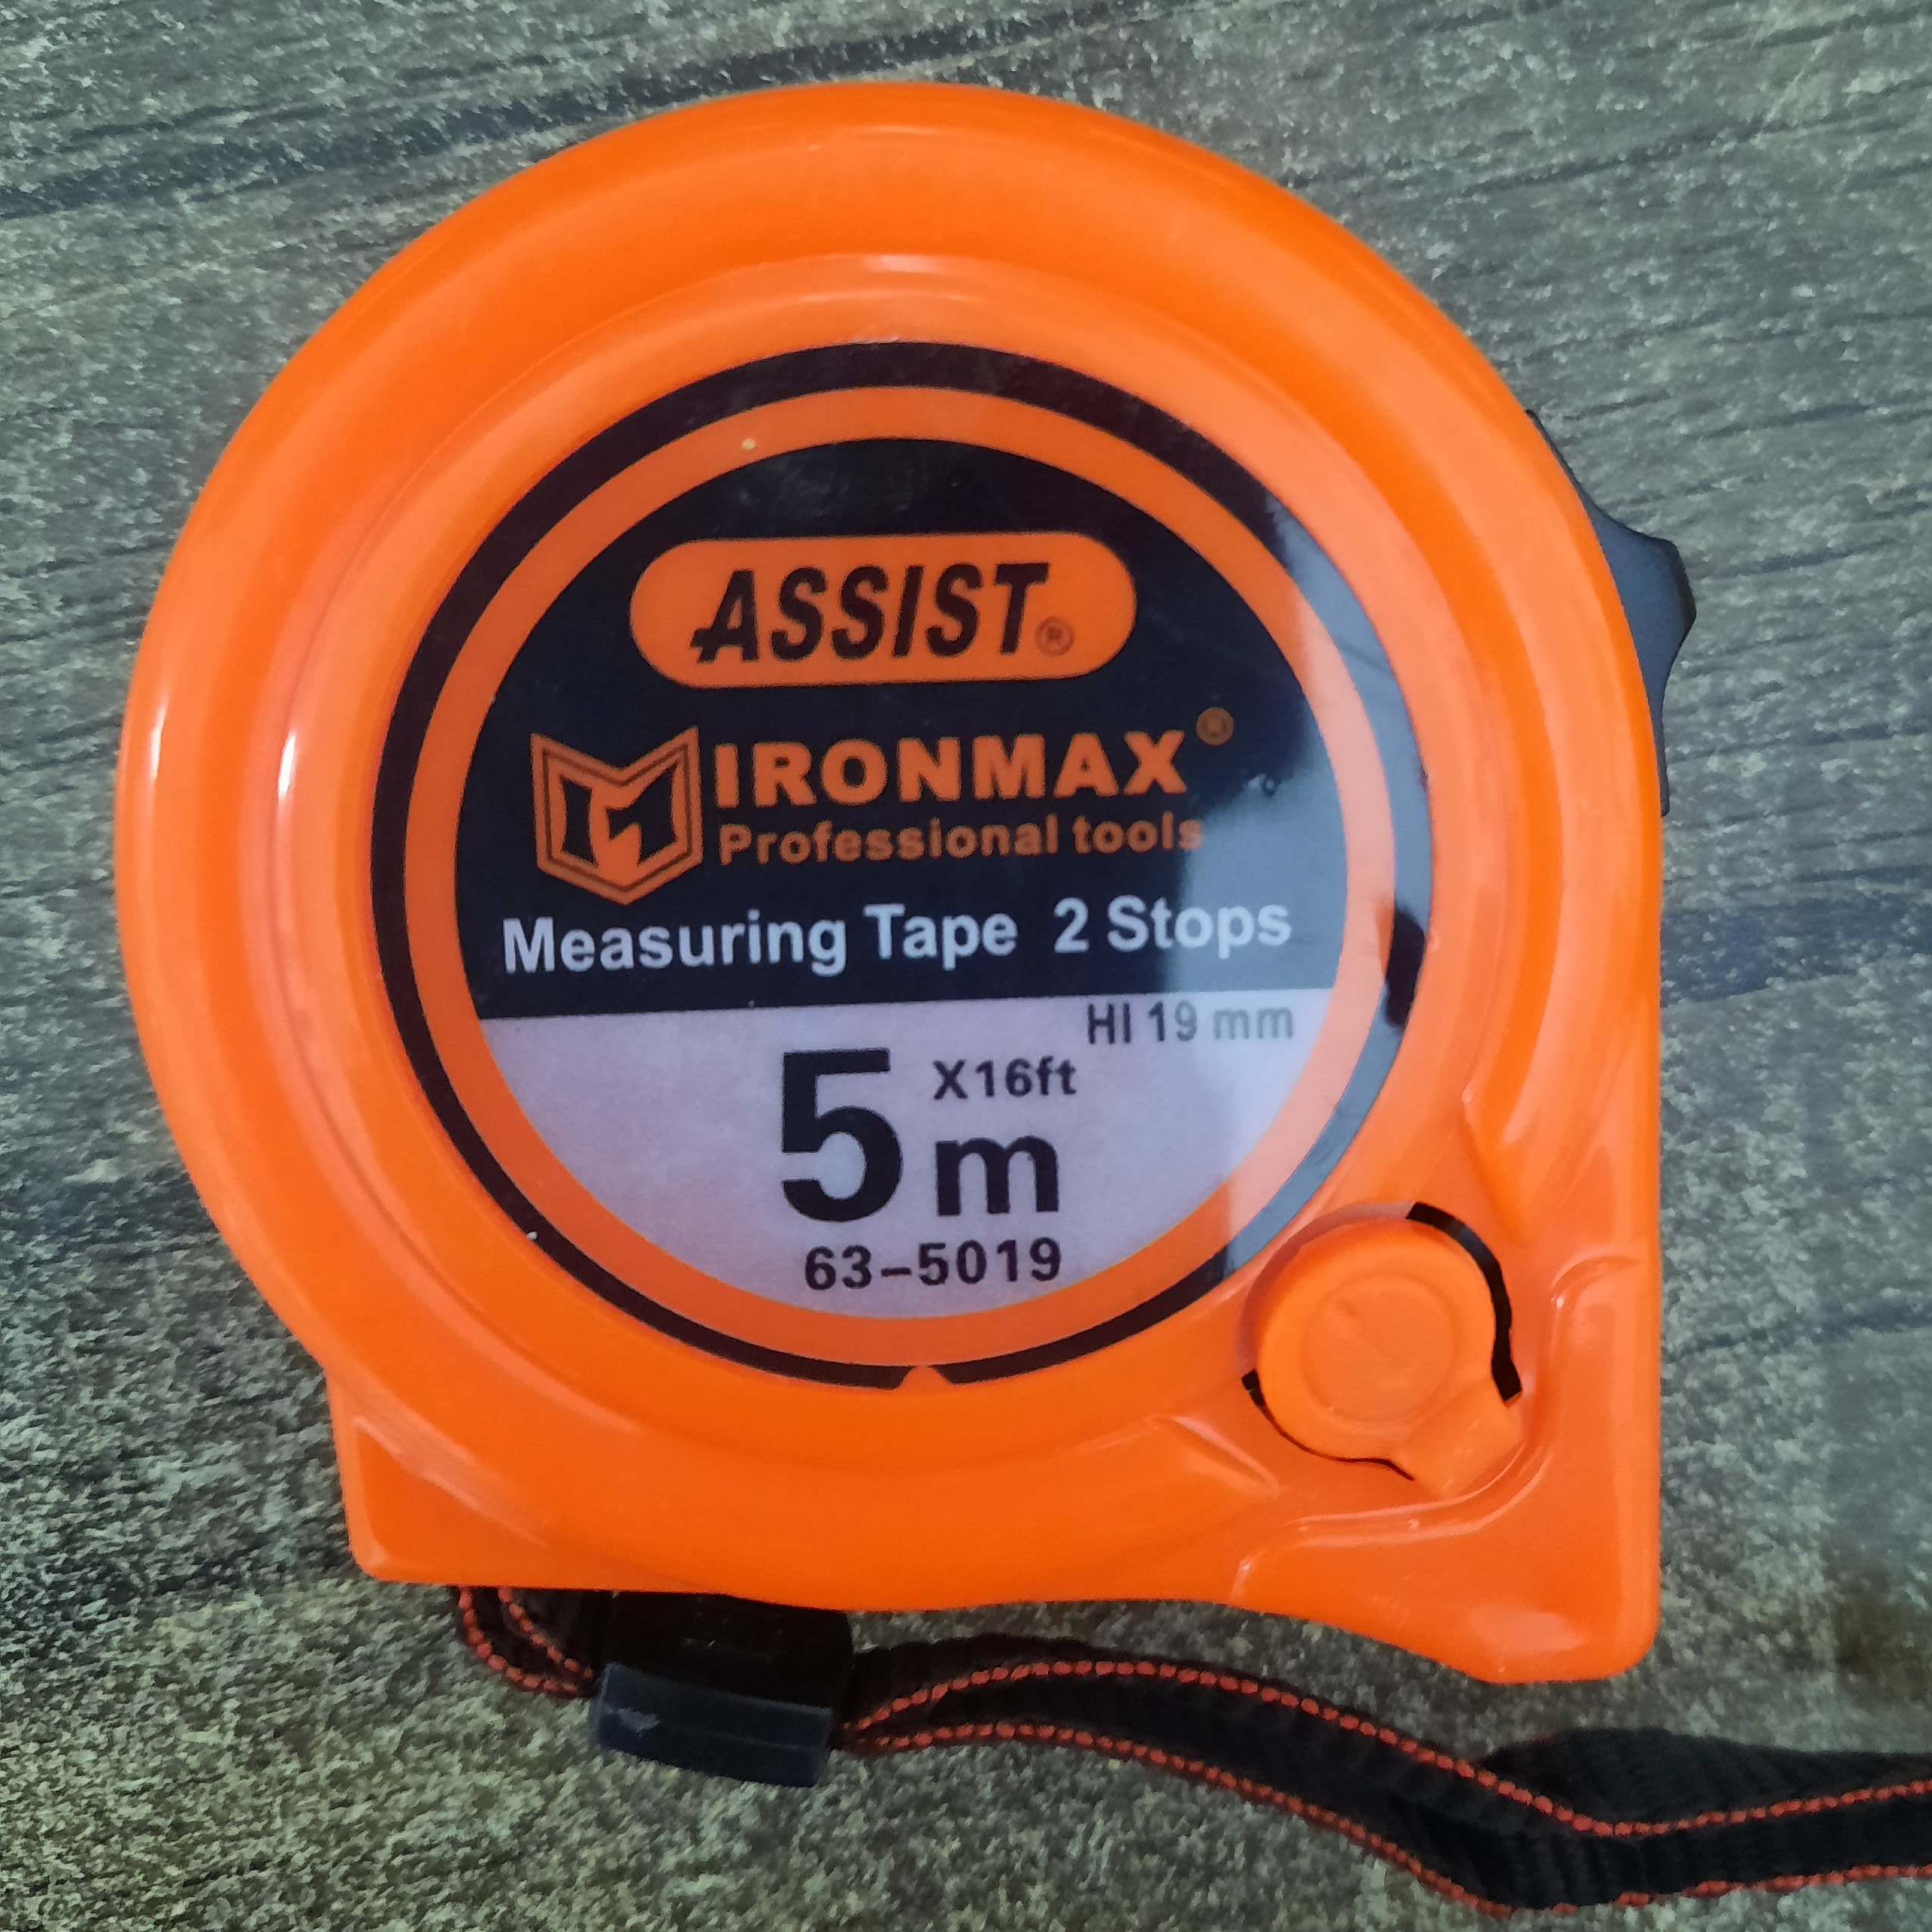 ASSIST®
IRONMAX®
Professional tools
Measuring Tape 2 Stops
HI 19 mm
5 m X16ft
63-5019